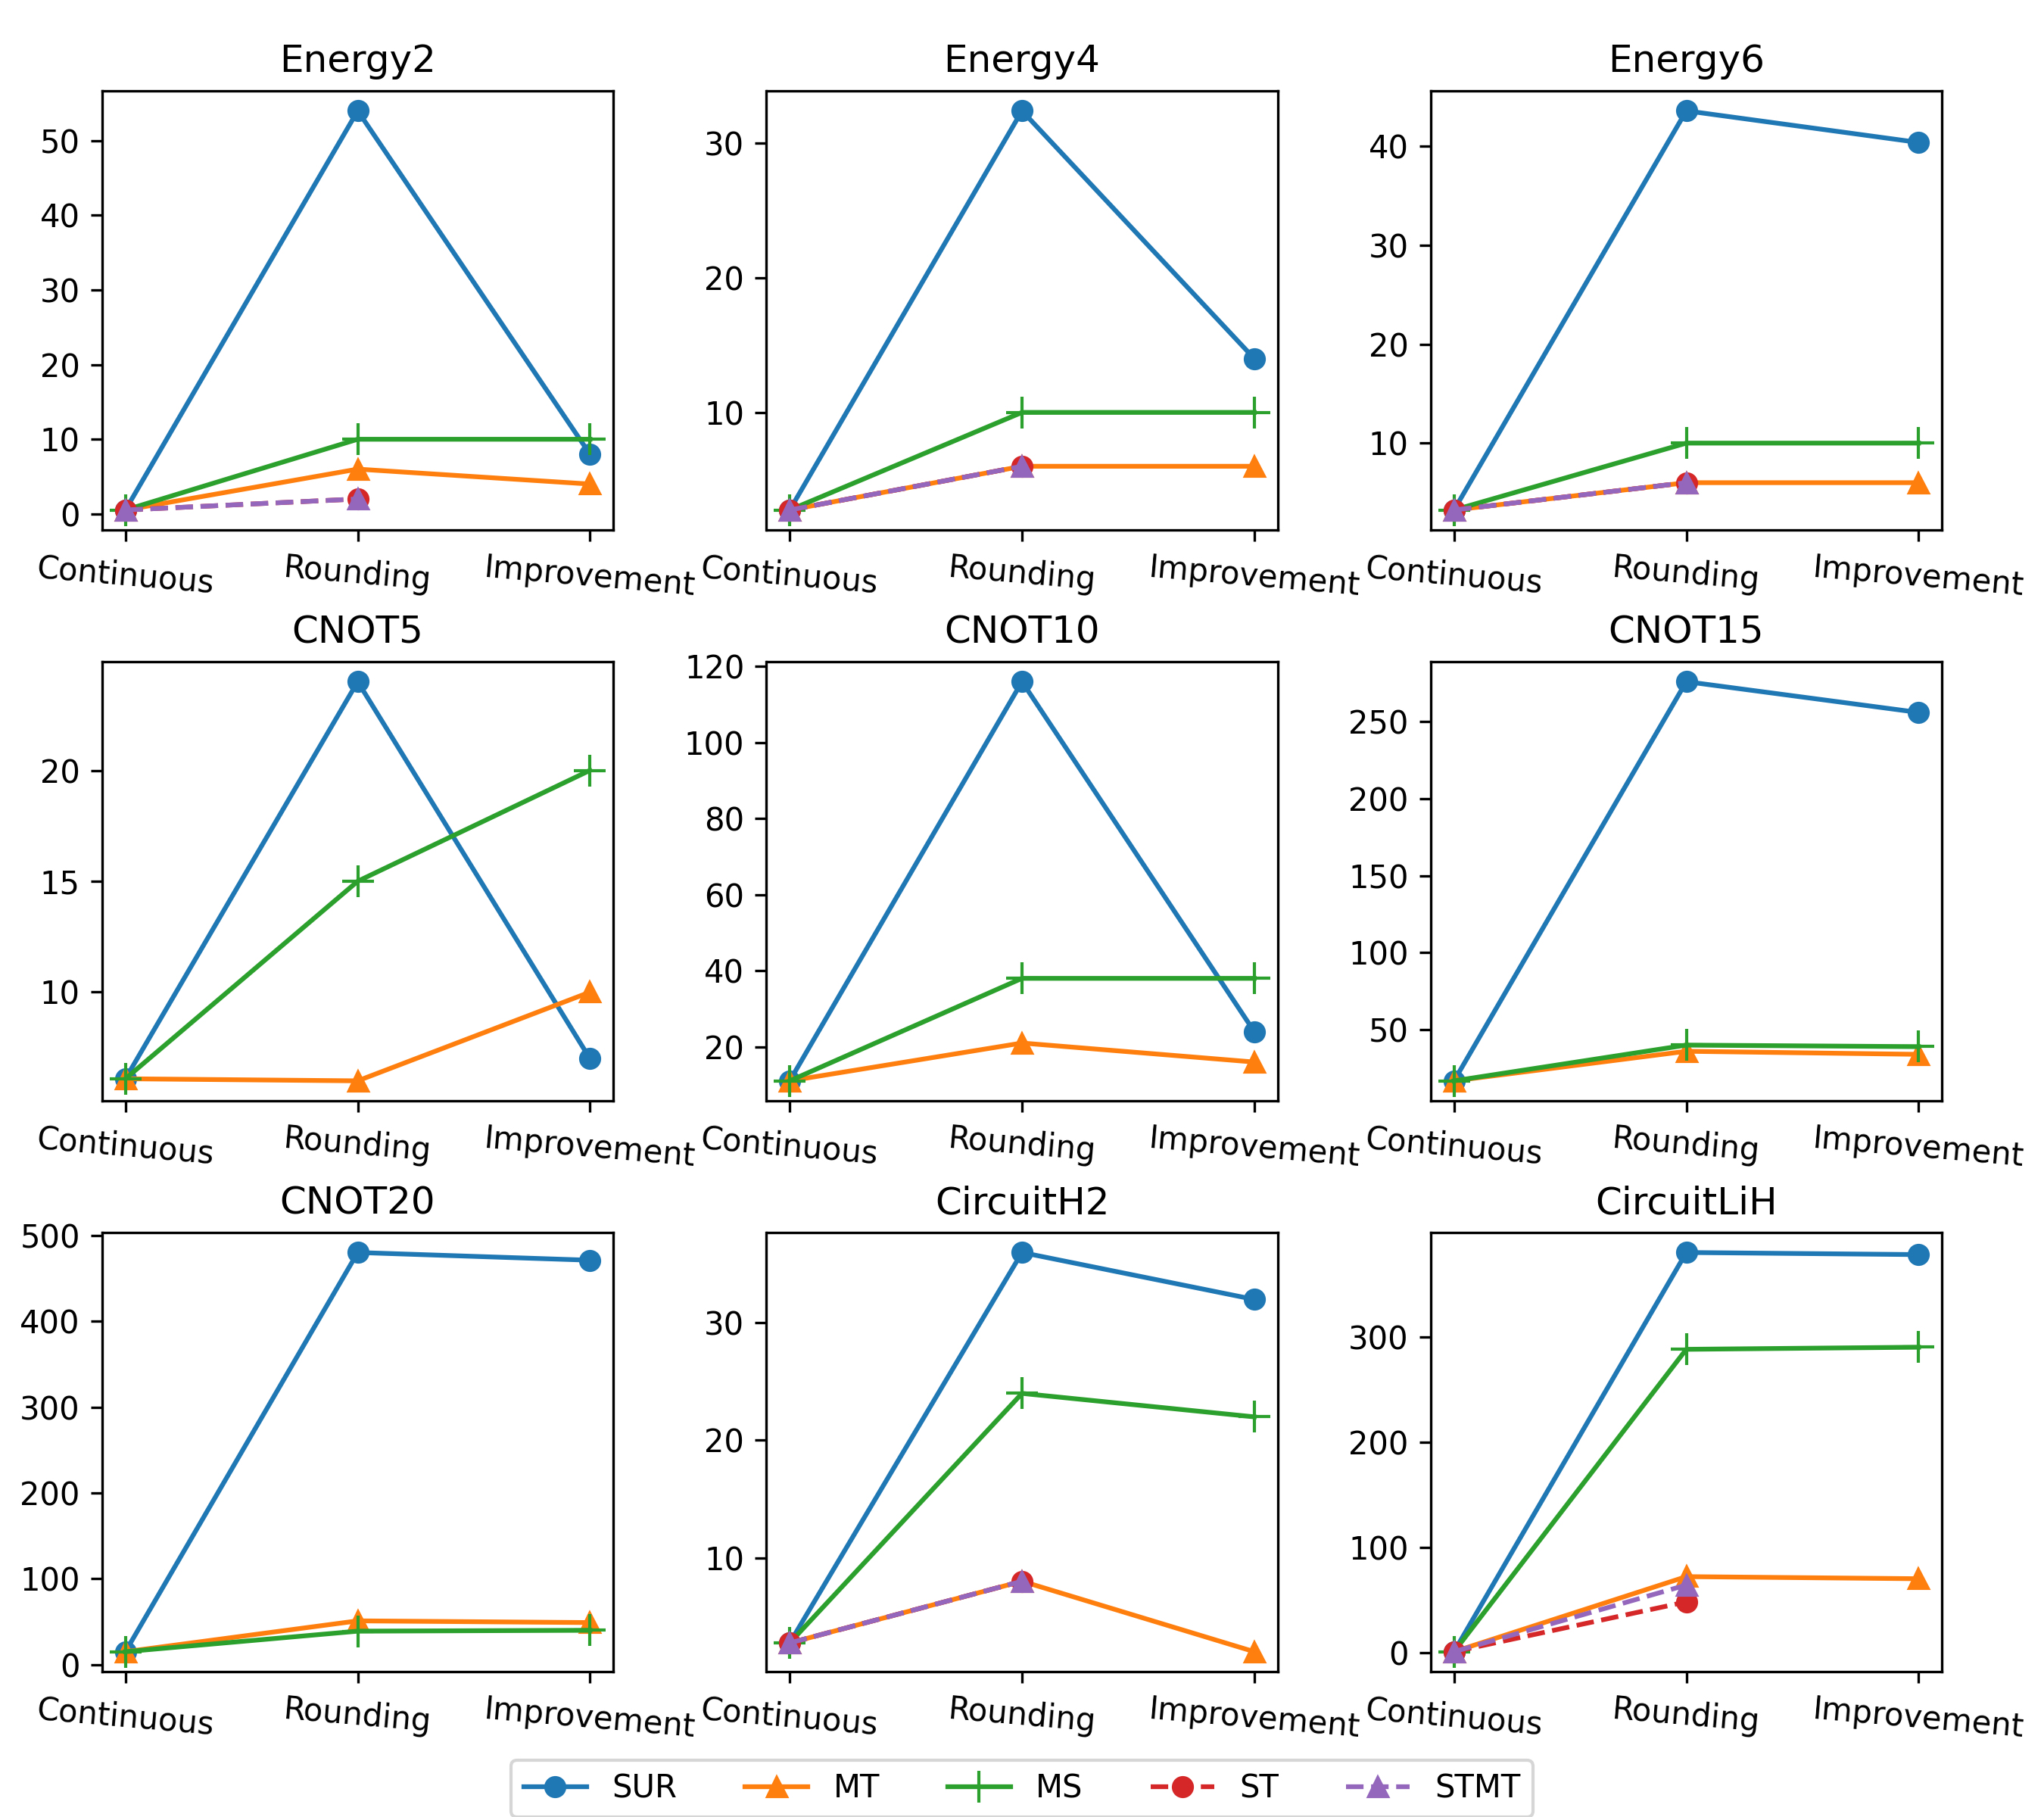 Energy2
Energy4
Energy6
50
40
30
20
10
0
30
20
10
40
30
20
10
Continuous
Rounding
Improvement
Continuous
Rounding
Improvement
Continuous
Rounding
Improvement
CNOT5
CNOT10
CNOT15
20
15
10
120
100
80
60
40
20
250
200
150
100
50
Continuous
Rounding
Improvement
Continuous
Rounding
Improvement
Continuous
Rounding
Improvement
CNOT20
CircuitH2
CircuitLiH
500
400
300
200
100
0
30
20
10
300
200
100
0
Continuous
Rounding
Improvement
Continuous
Rounding
Improvement
Continuous
Rounding
Improvement
SUR
MT
MS
ST
STMT